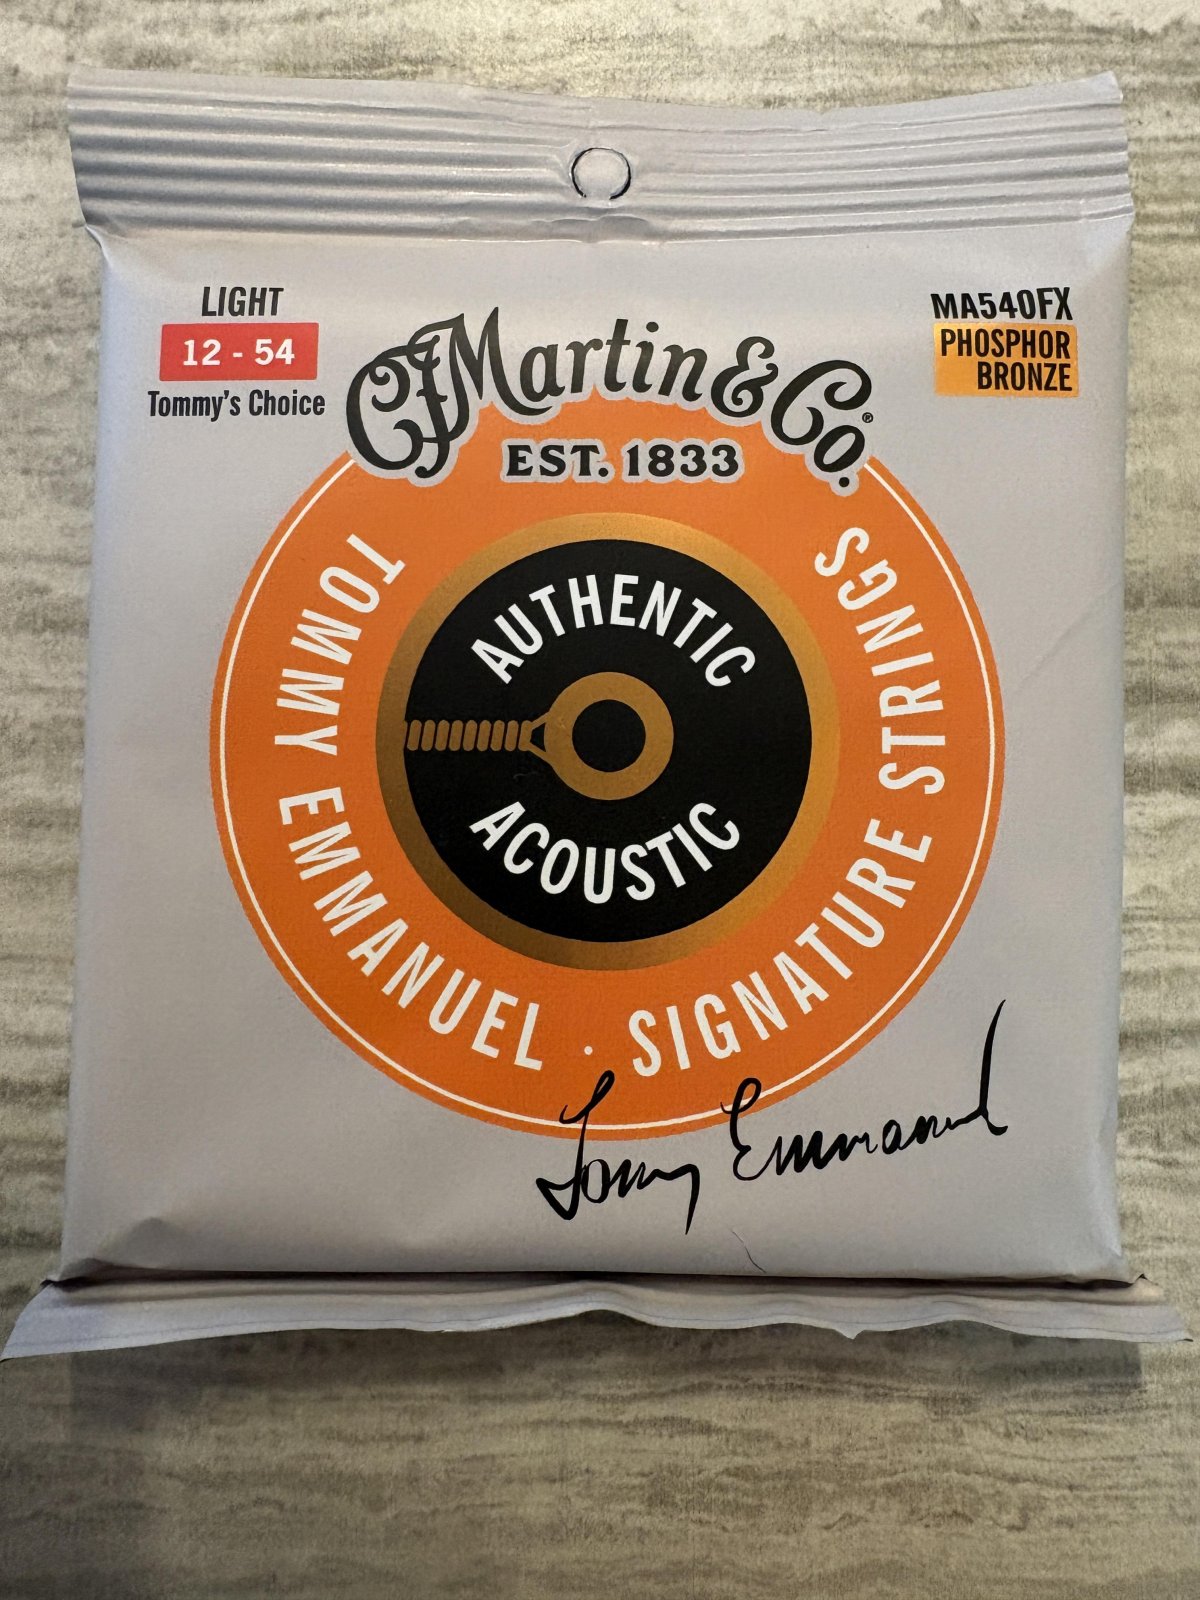 LIGHT
12 - 54
Tommy's Choice
MA540FX
PHOSPHOR
BRONZE
CFMartin & Co.®
EST. 1833
TOMMY EMMANUEL · SIGNATURE STRINGS
AUTHENTIC
ACOUSTIC
Tommy Emmanuel